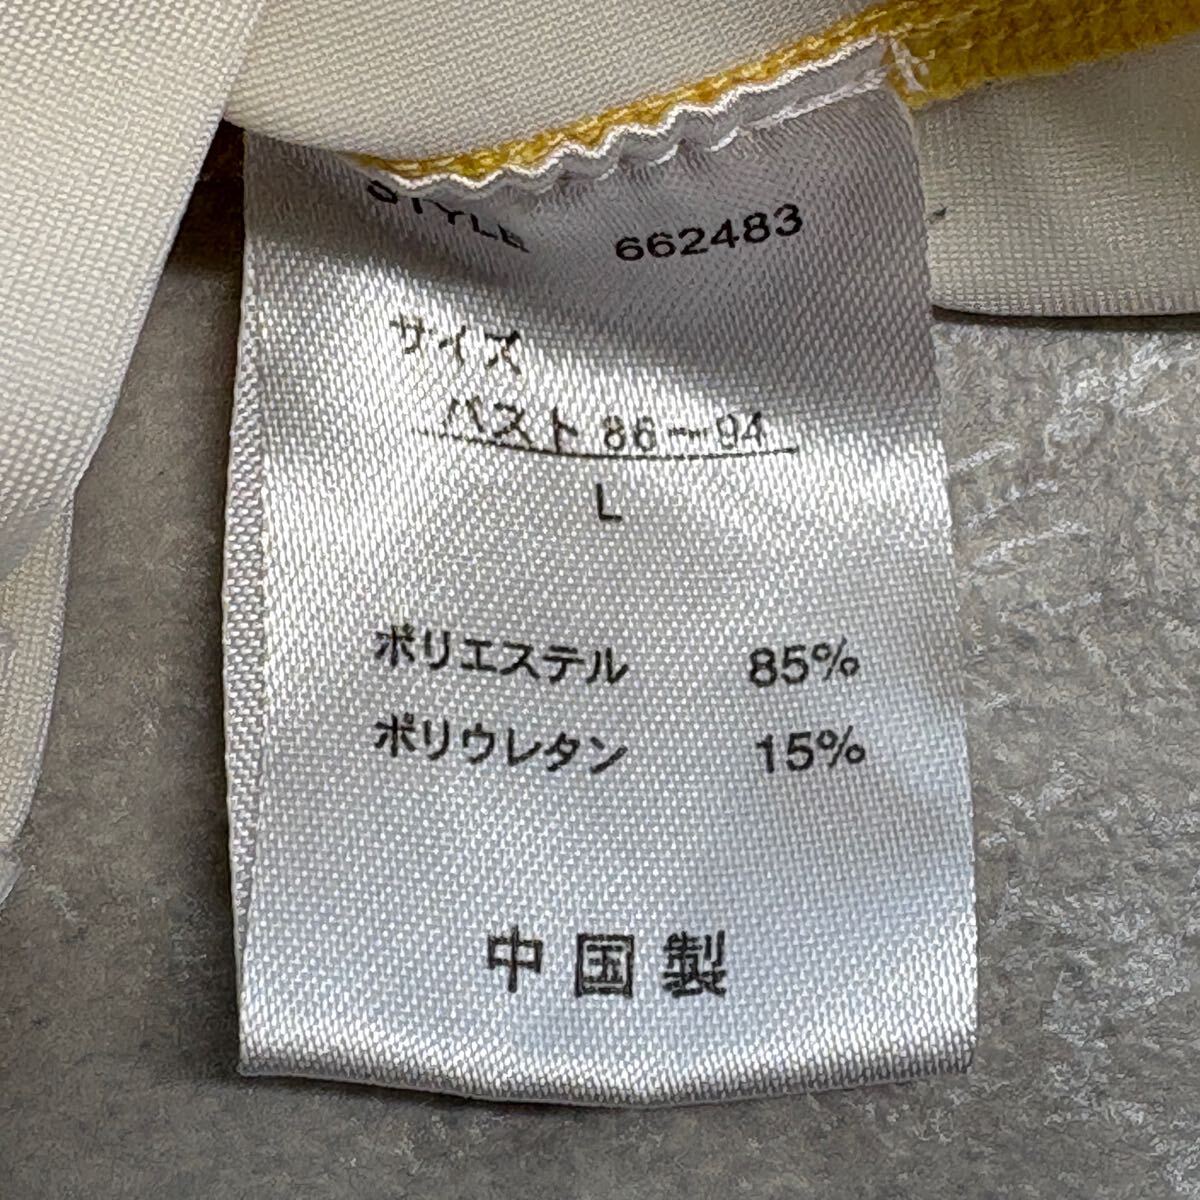 STYLE 662483
サイズ
バスト 86〜94
L
ポリエステル 85%
ポリウレタン 15%
中国製